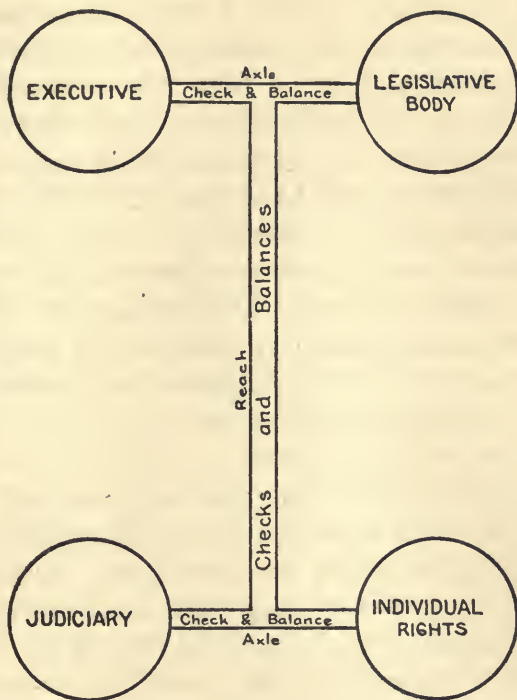 Axle
EXECUTIVE
Check & Balance
LEGISLATIVE
BODY
Reach
Checks and Balances
JUDICIARY
Check & Balance
INDIVIDUAL
RIGHTS
Axle